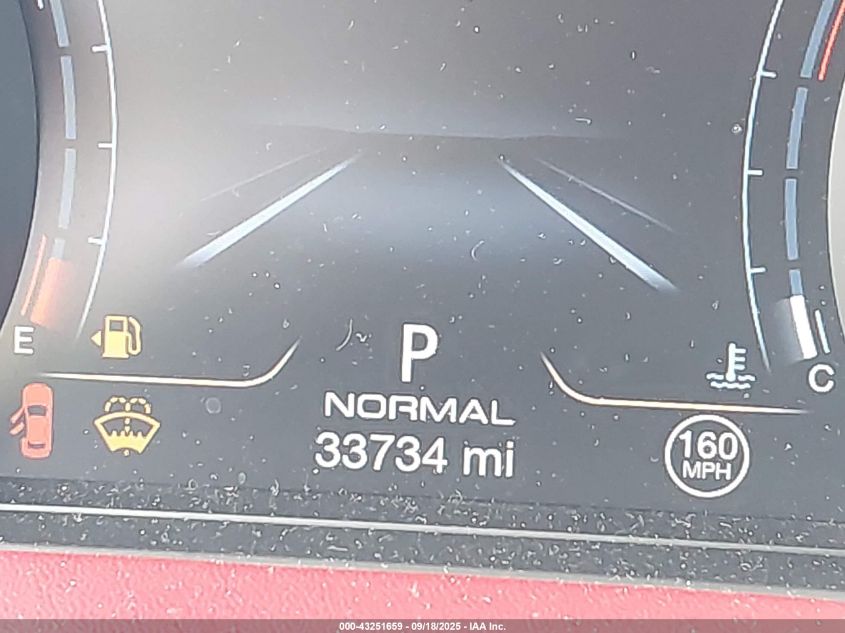 E
P
C
NORMAL
33734 mi
160
MPH
000-43251659 - 09/18/2025 - IAA Inc.